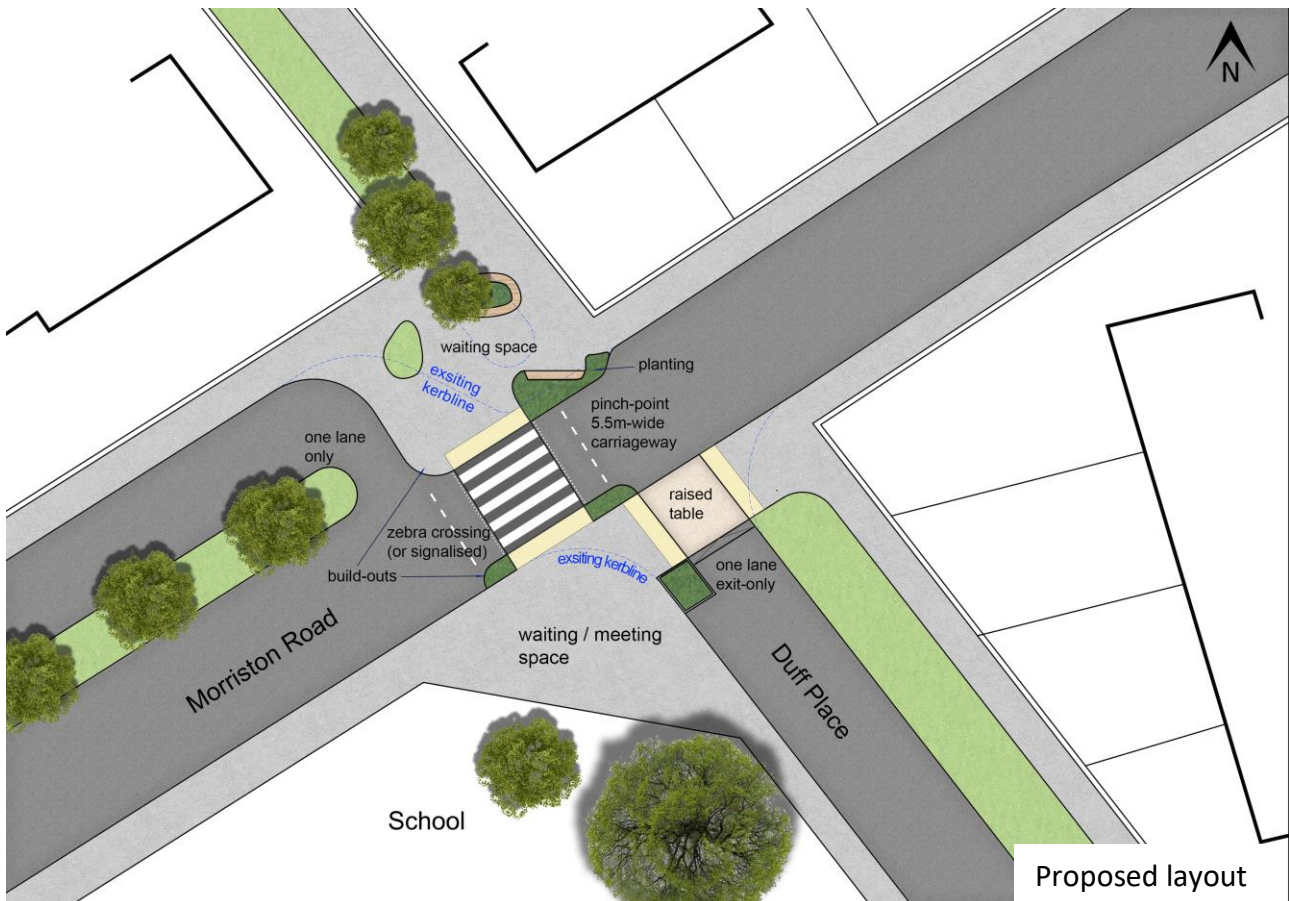 N
waiting space
planting
exsiting
kerbline
pinch-point
5.5m-wide
carriageway
one lane
only
raised
table
zebra crossing
(or signalised)
exsiting kerbline
one lane
exit-only
build-outs
waiting / meeting
space
Morriston Road
Duff Place
School
Proposed layout